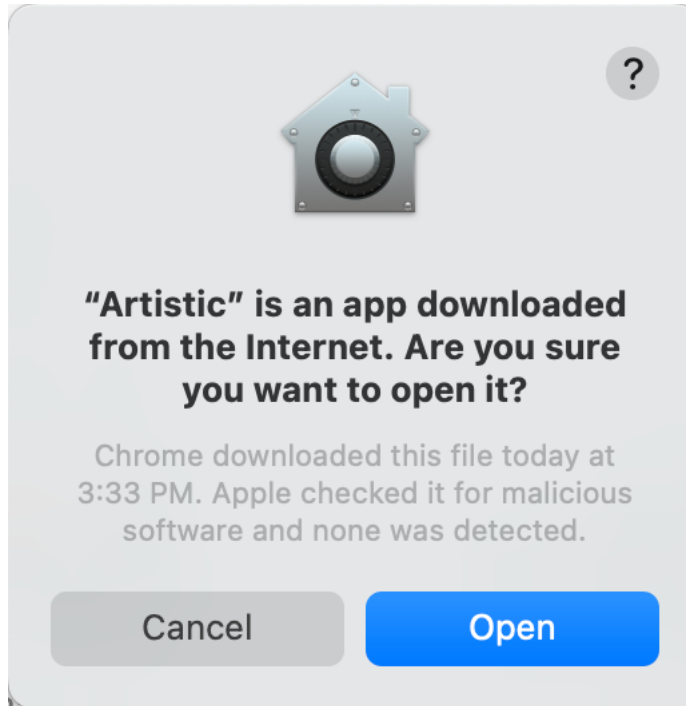 ?
“Artistic” is an app downloaded
from the Internet. Are you sure
you want to open it?
Chrome downloaded this file today at
3:33 PM. Apple checked it for malicious
software and none was detected.
Cancel
Open